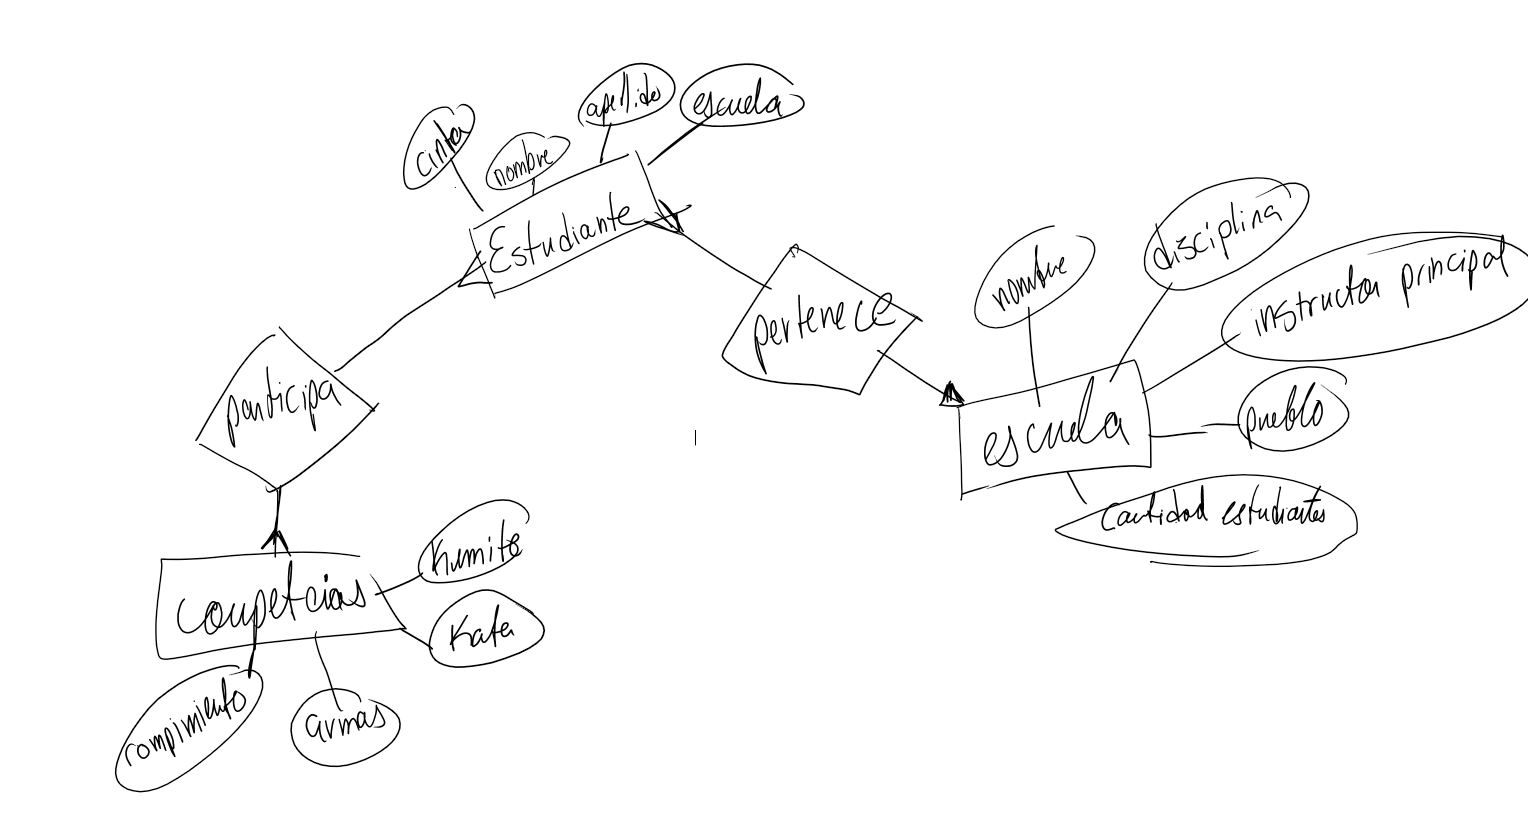 cinta
nombre
apellido
escuela
Estudiante
pertenece
nombre
disciplina
instructor principal
escuela
pueblo
cantidad estudiantes
participa
competcias
Kumite
Kata
rompimiento
armas